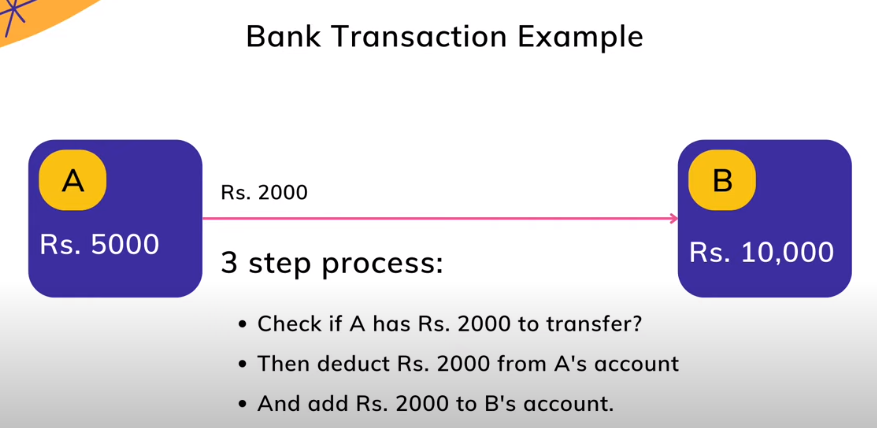 Bank Transaction Example
A
Rs. 5000
Rs. 2000
B
Rs. 10,000
3 step process:
• Check if A has Rs. 2000 to transfer?
• Then deduct Rs. 2000 from A's account
• And add Rs. 2000 to B's account.